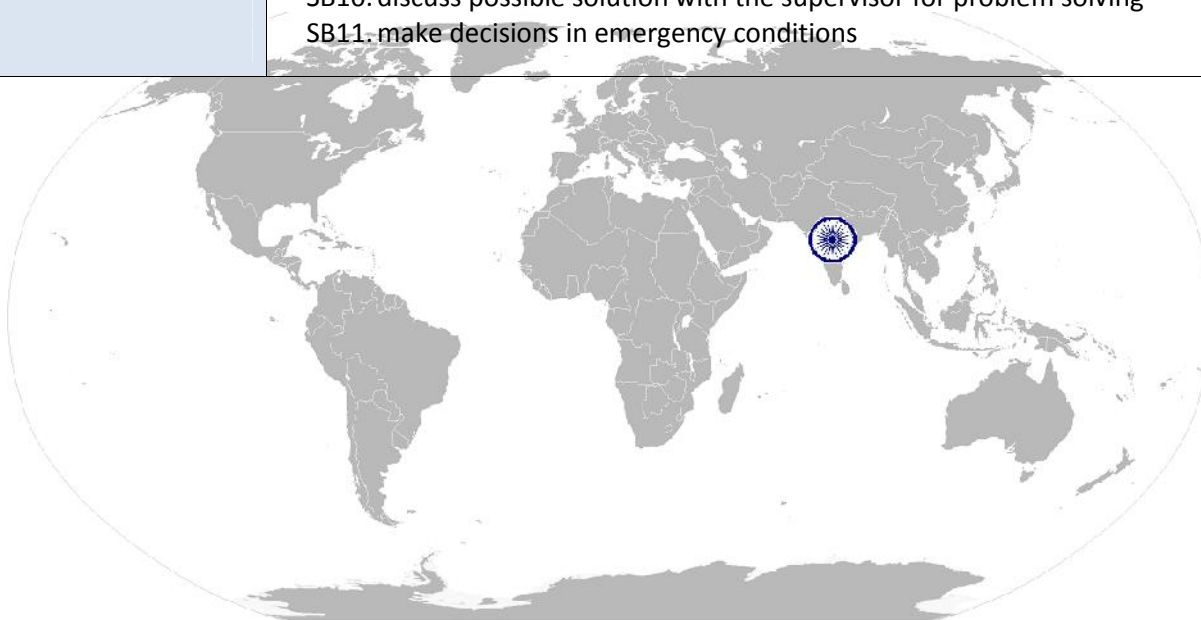 SB10. discuss possible solution with the supervisor for problem solving
SB11. make decisions in emergency conditions